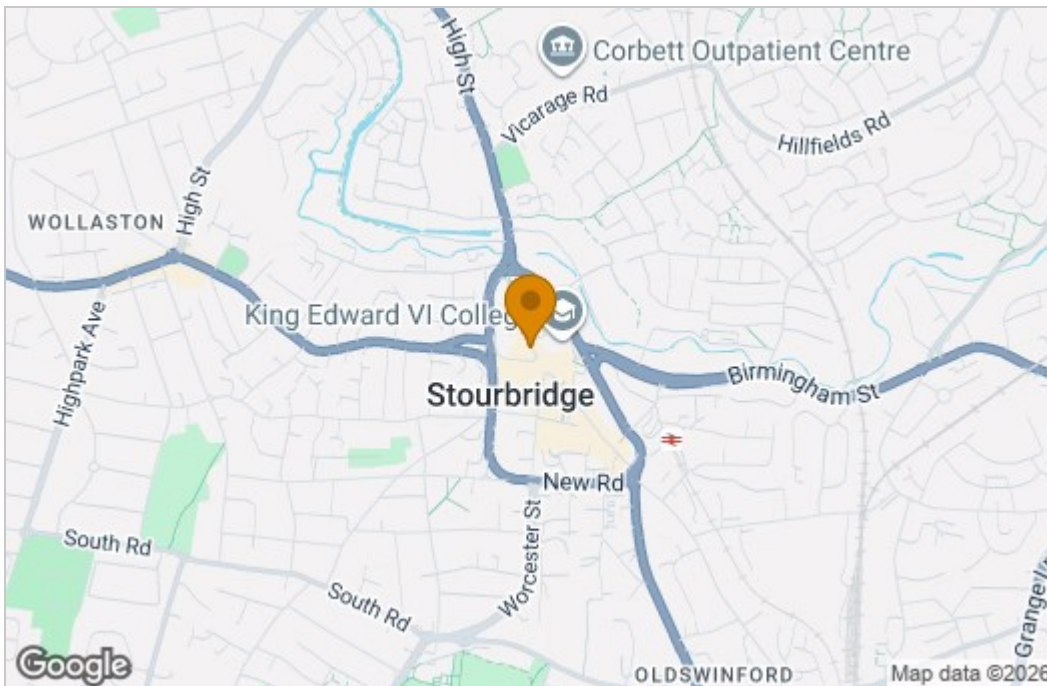 High St
Corbett Outpatient Centre
Vicarage Rd
Hillfields Rd
WOLLASTON
High St
King Edward VI College
Highpark Ave
Birmingham St
Stourbridge
New Rd
South Rd
Worcester St
South Rd
OLDSWINFORD
Google
Map data ©2026